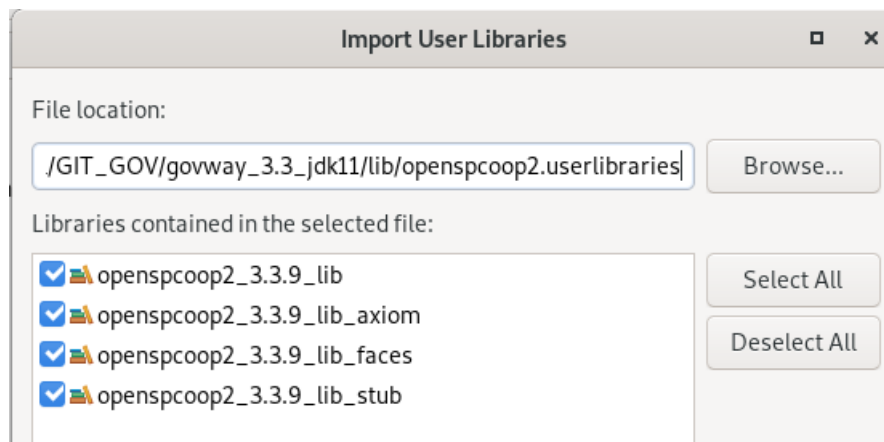 Import User Libraries
File location:
./GIT_GOV/govway_3.3_jdk11/lib/openspcoop2.userlibraries
Browse...
Libraries contained in the selected file:
openspcoop2_3.3.9_lib
Select All
openspcoop2_3.3.9_lib_axiom
Deselect All
openspcoop2_3.3.9_lib_faces
openspcoop2_3.3.9_lib_stub